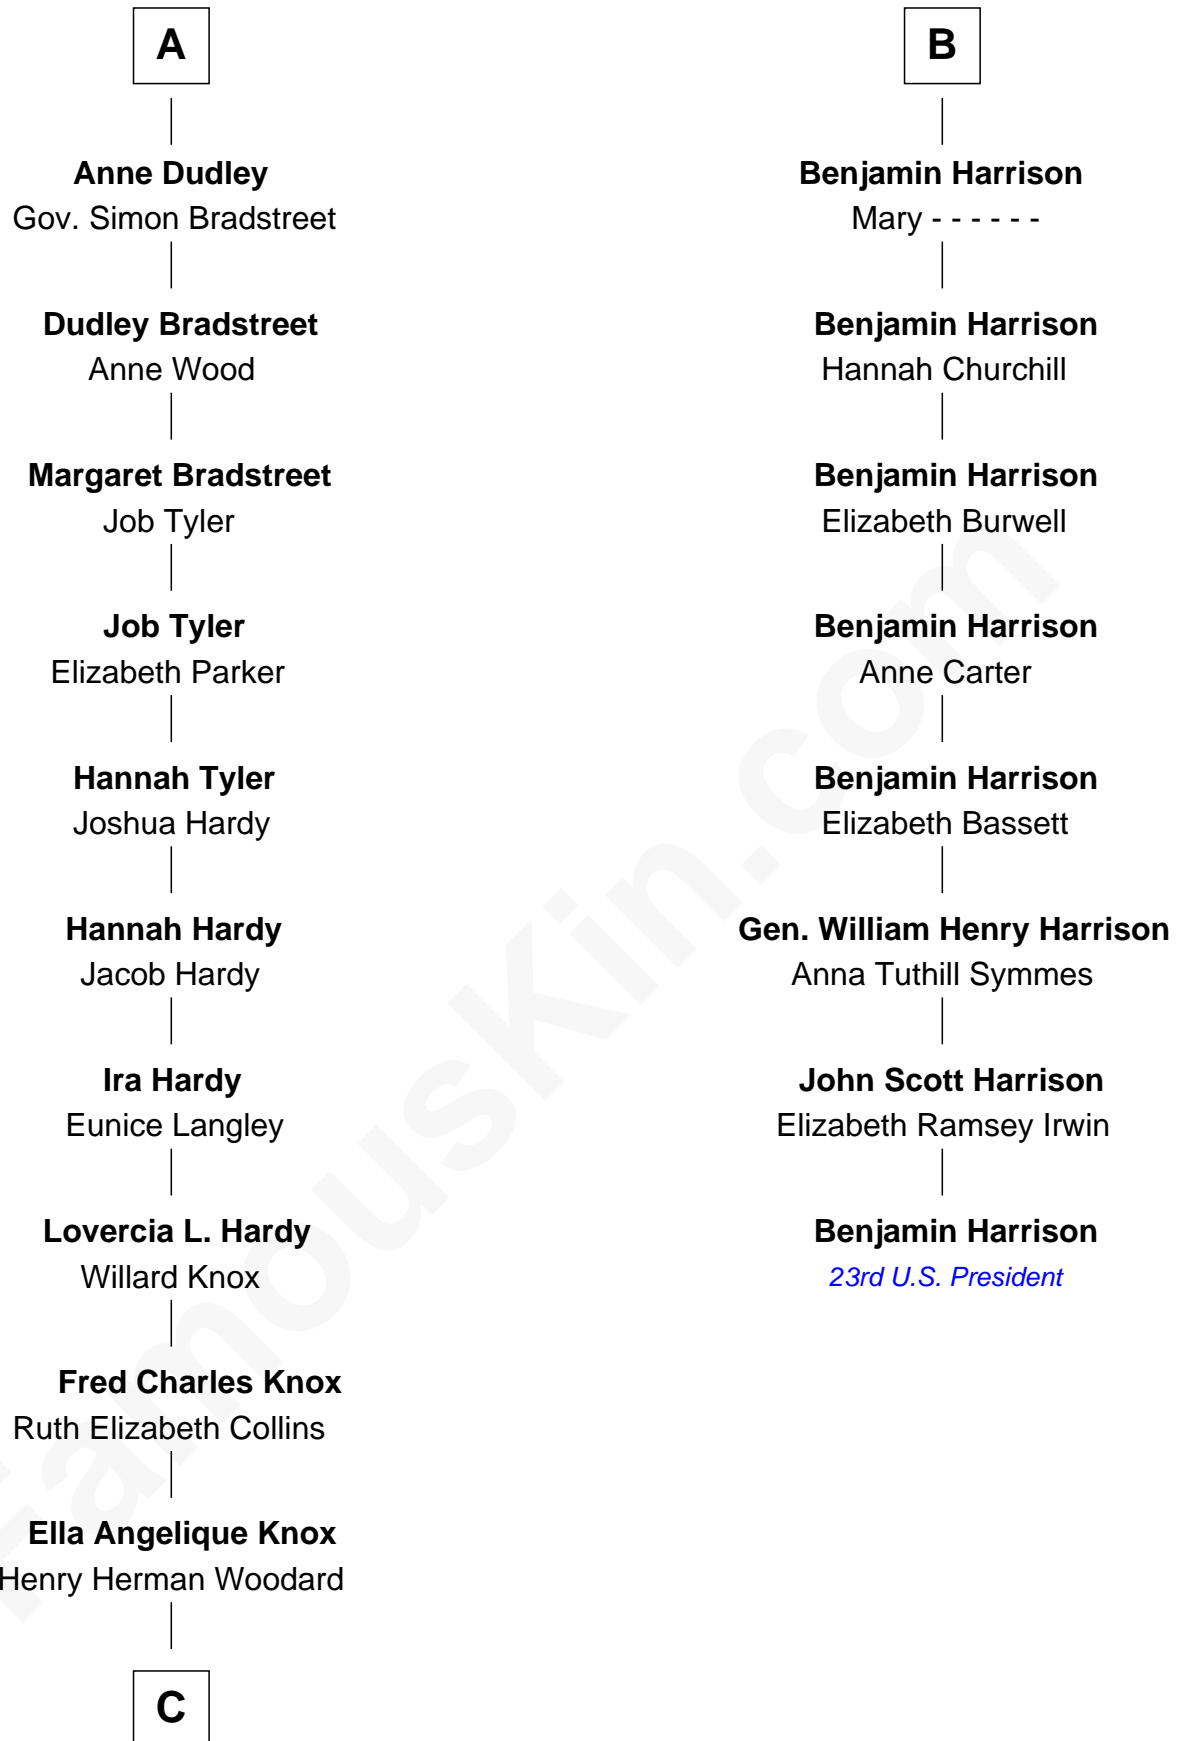 A
Anne Dudley
Gov. Simon Bradstreet
Dudley Bradstreet
Anne Wood
Margaret Bradstreet
Job Tyler
Job Tyler
Elizabeth Parker
Hannah Tyler
Joshua Hardy
Hannah Hardy
Jacob Hardy
Ira Hardy
Eunice Langley
Lovercia L. Hardy
Willard Knox
Fred Charles Knox
Ruth Elizabeth Collins
Ella Angelique Knox
Henry Herman Woodard
C
B
Benjamin Harrison
Mary - - - - - -
Benjamin Harrison
Hannah Churchill
Benjamin Harrison
Elizabeth Burwell
Benjamin Harrison
Anne Carter
Benjamin Harrison
Elizabeth Bassett
Gen. William Henry Harrison
Anna Tuthill Symmes
John Scott Harrison
Elizabeth Ramsey Irwin
Benjamin Harrison
23rd U.S. President
FamousKin.com